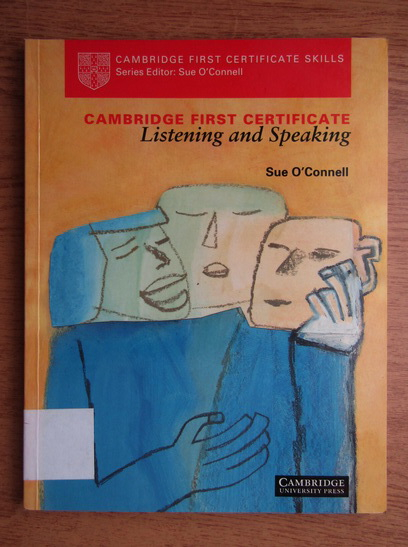 CAMBRIDGE FIRST CERTIFICATE SKILLS
Series Editor: Sue O'Connell
CAMBRIDGE FIRST CERTIFICATE
Listening and Speaking
Sue O'Connell
CAMBRIDGE
UNIVERSITY PRESS